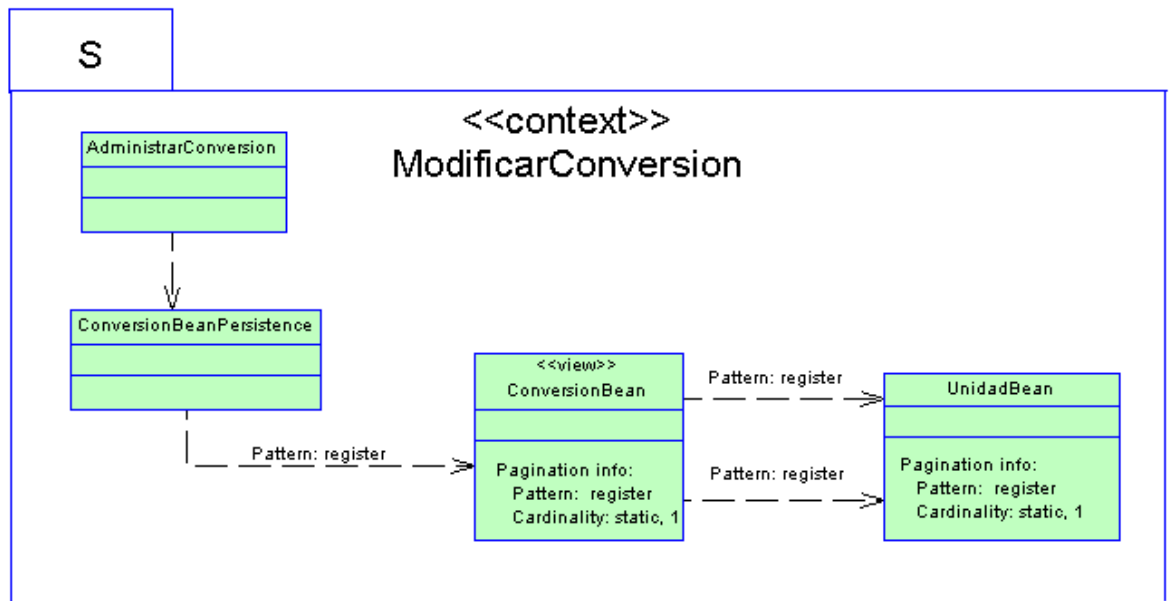 S
<<context>>
ModificarConversion
AdministrarConversion
ConversionBeanPersistence
Pattern: register
<<view>>
ConversionBean
Pagination info:
Pattern: register
Cardinality: static, 1
Pattern: register
Pattern: register
UnidadBean
Pagination info:
Pattern: register
Cardinality: static, 1